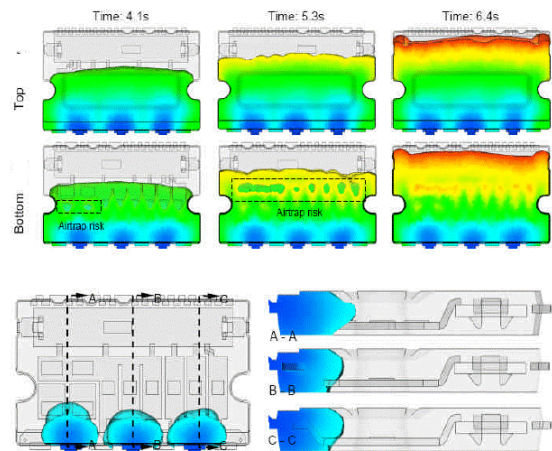 Time: 4.1s
Time: 5.3s
Time: 6.4s
Top
Bottom
Airtrap risk
Airtrap risk
A
B
C
A
B
C
A - A
B - B
C - C